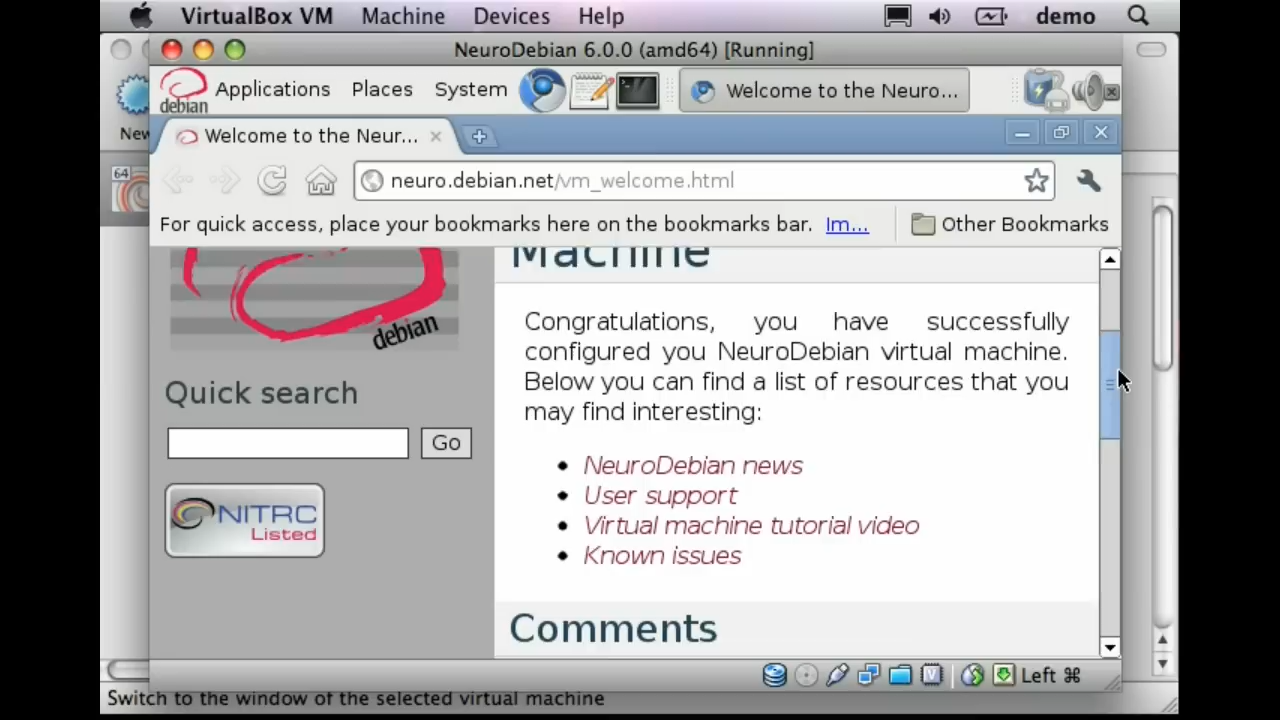 VirtualBox VM Machine Devices Help demo
NeuroDebian 6.0.0 (amd64) [Running]
debian Applications Places System Welcome to the Neuro...
New
Welcome to the Neur...
64
neuro.debian.net/vm_welcome.html
For quick access, place your bookmarks here on the bookmarks bar. Im... Other Bookmarks
Machine
debian
Congratulations, you have successfully
configured you NeuroDebian virtual machine.
Below you can find a list of resources that you
may find interesting:
Quick search
Go
NITRC
Listed
NeuroDebian news
User support
Virtual machine tutorial video
Known issues
Comments
Left ⌘
Switch to the window of the selected virtual machine